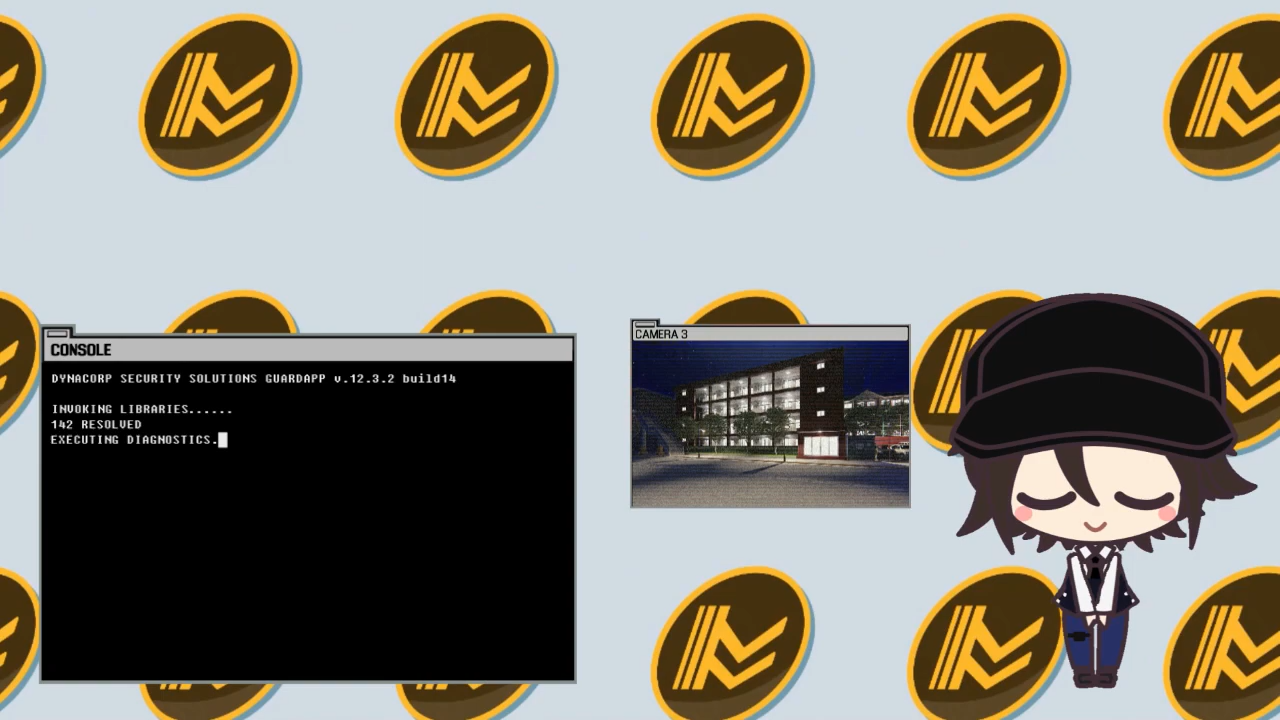 CONSOLE
DYNACORP SECURITY SOLUTIONS GUARDAPP v.12.3.2 build14
INVOKING LIBRARIES......
142 RESOLVED
EXECUTING DIAGNOSTICS.
CAMERA 3